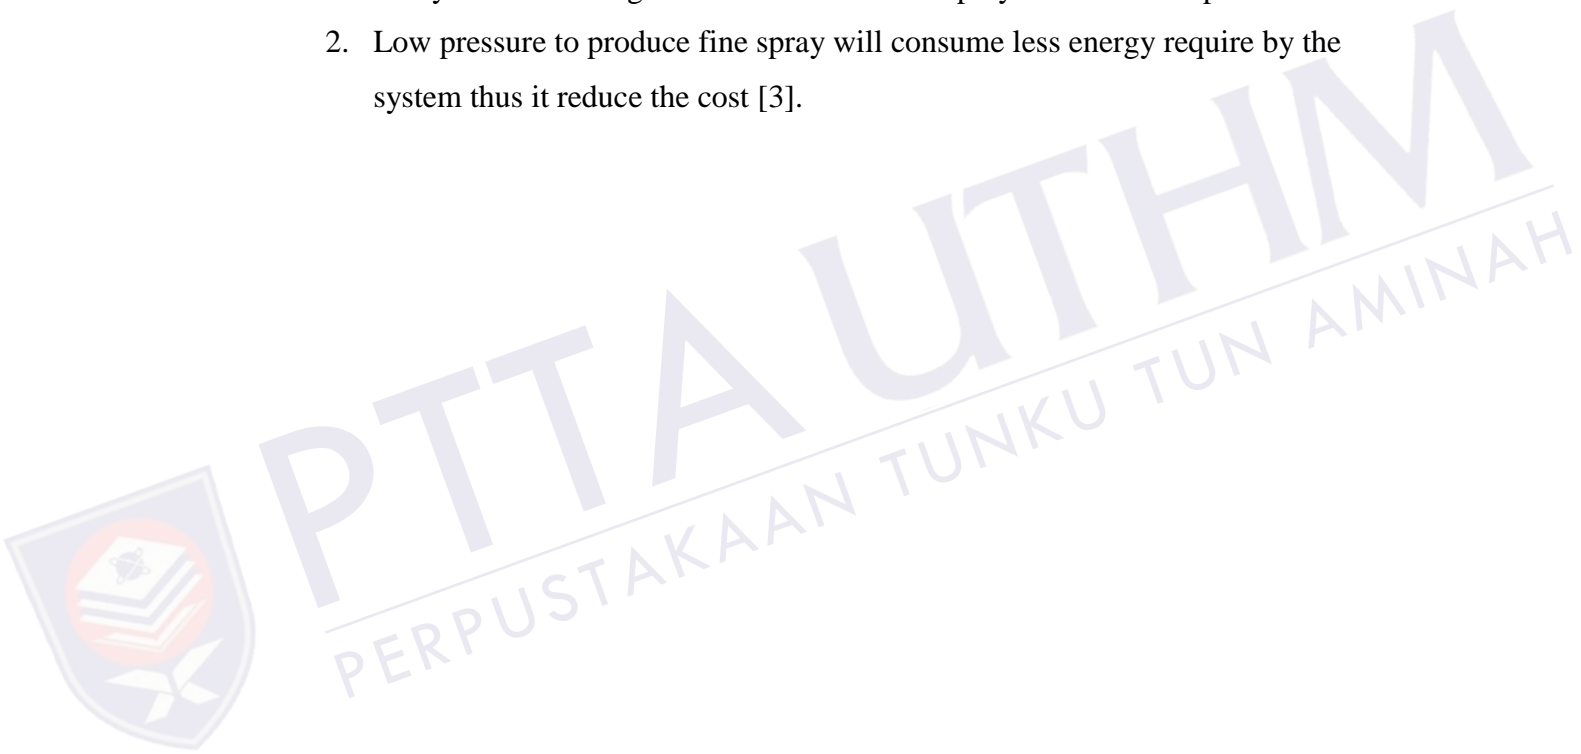 2. Low pressure to produce fine spray will consume less energy require by the
system thus it reduce the cost [3].
PTTA UTHM
PERPUSTAKAAN TUNKU TUN AMINAH